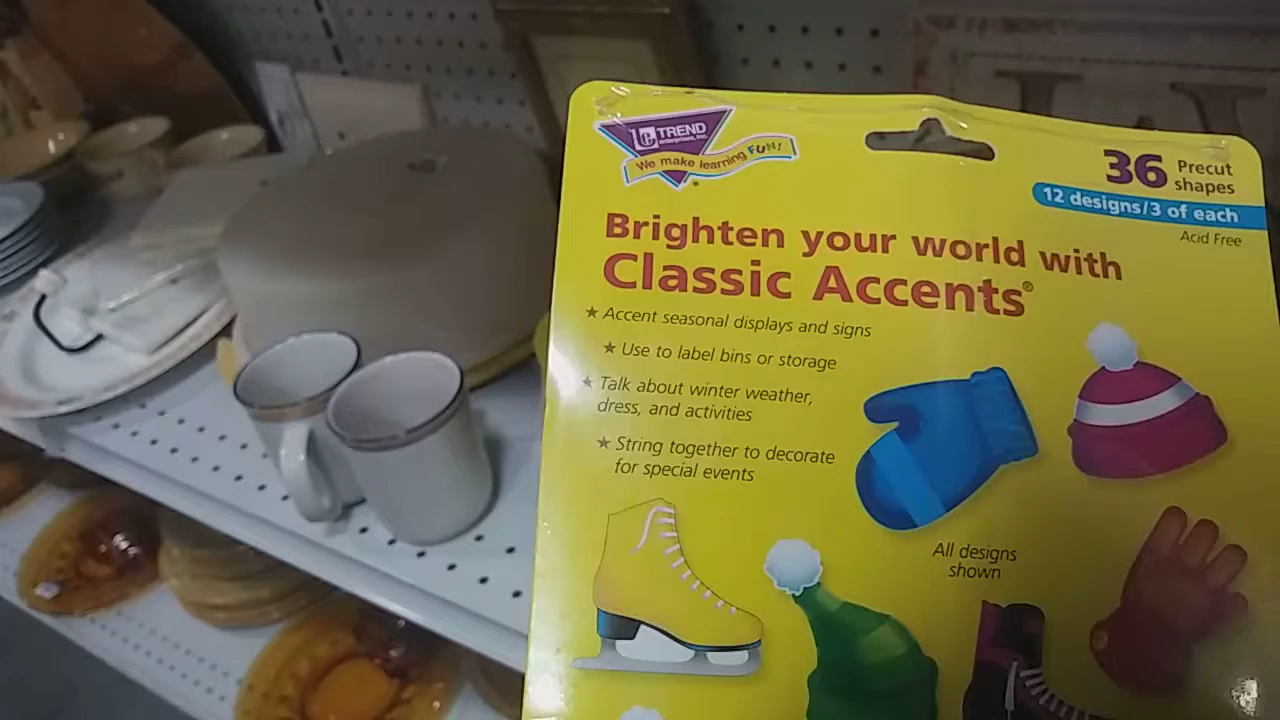 TREND
enterprises, Inc.
We make learning FUN!
36 Precut
shapes
12 designs/3 of each
Acid Free
Brighten your world with
Classic Accents®
★ Accent seasonal displays and signs
★ Use to label bins or storage
★ Talk about winter weather,
dress, and activities
★ String together to decorate
for special events
All designs
shown